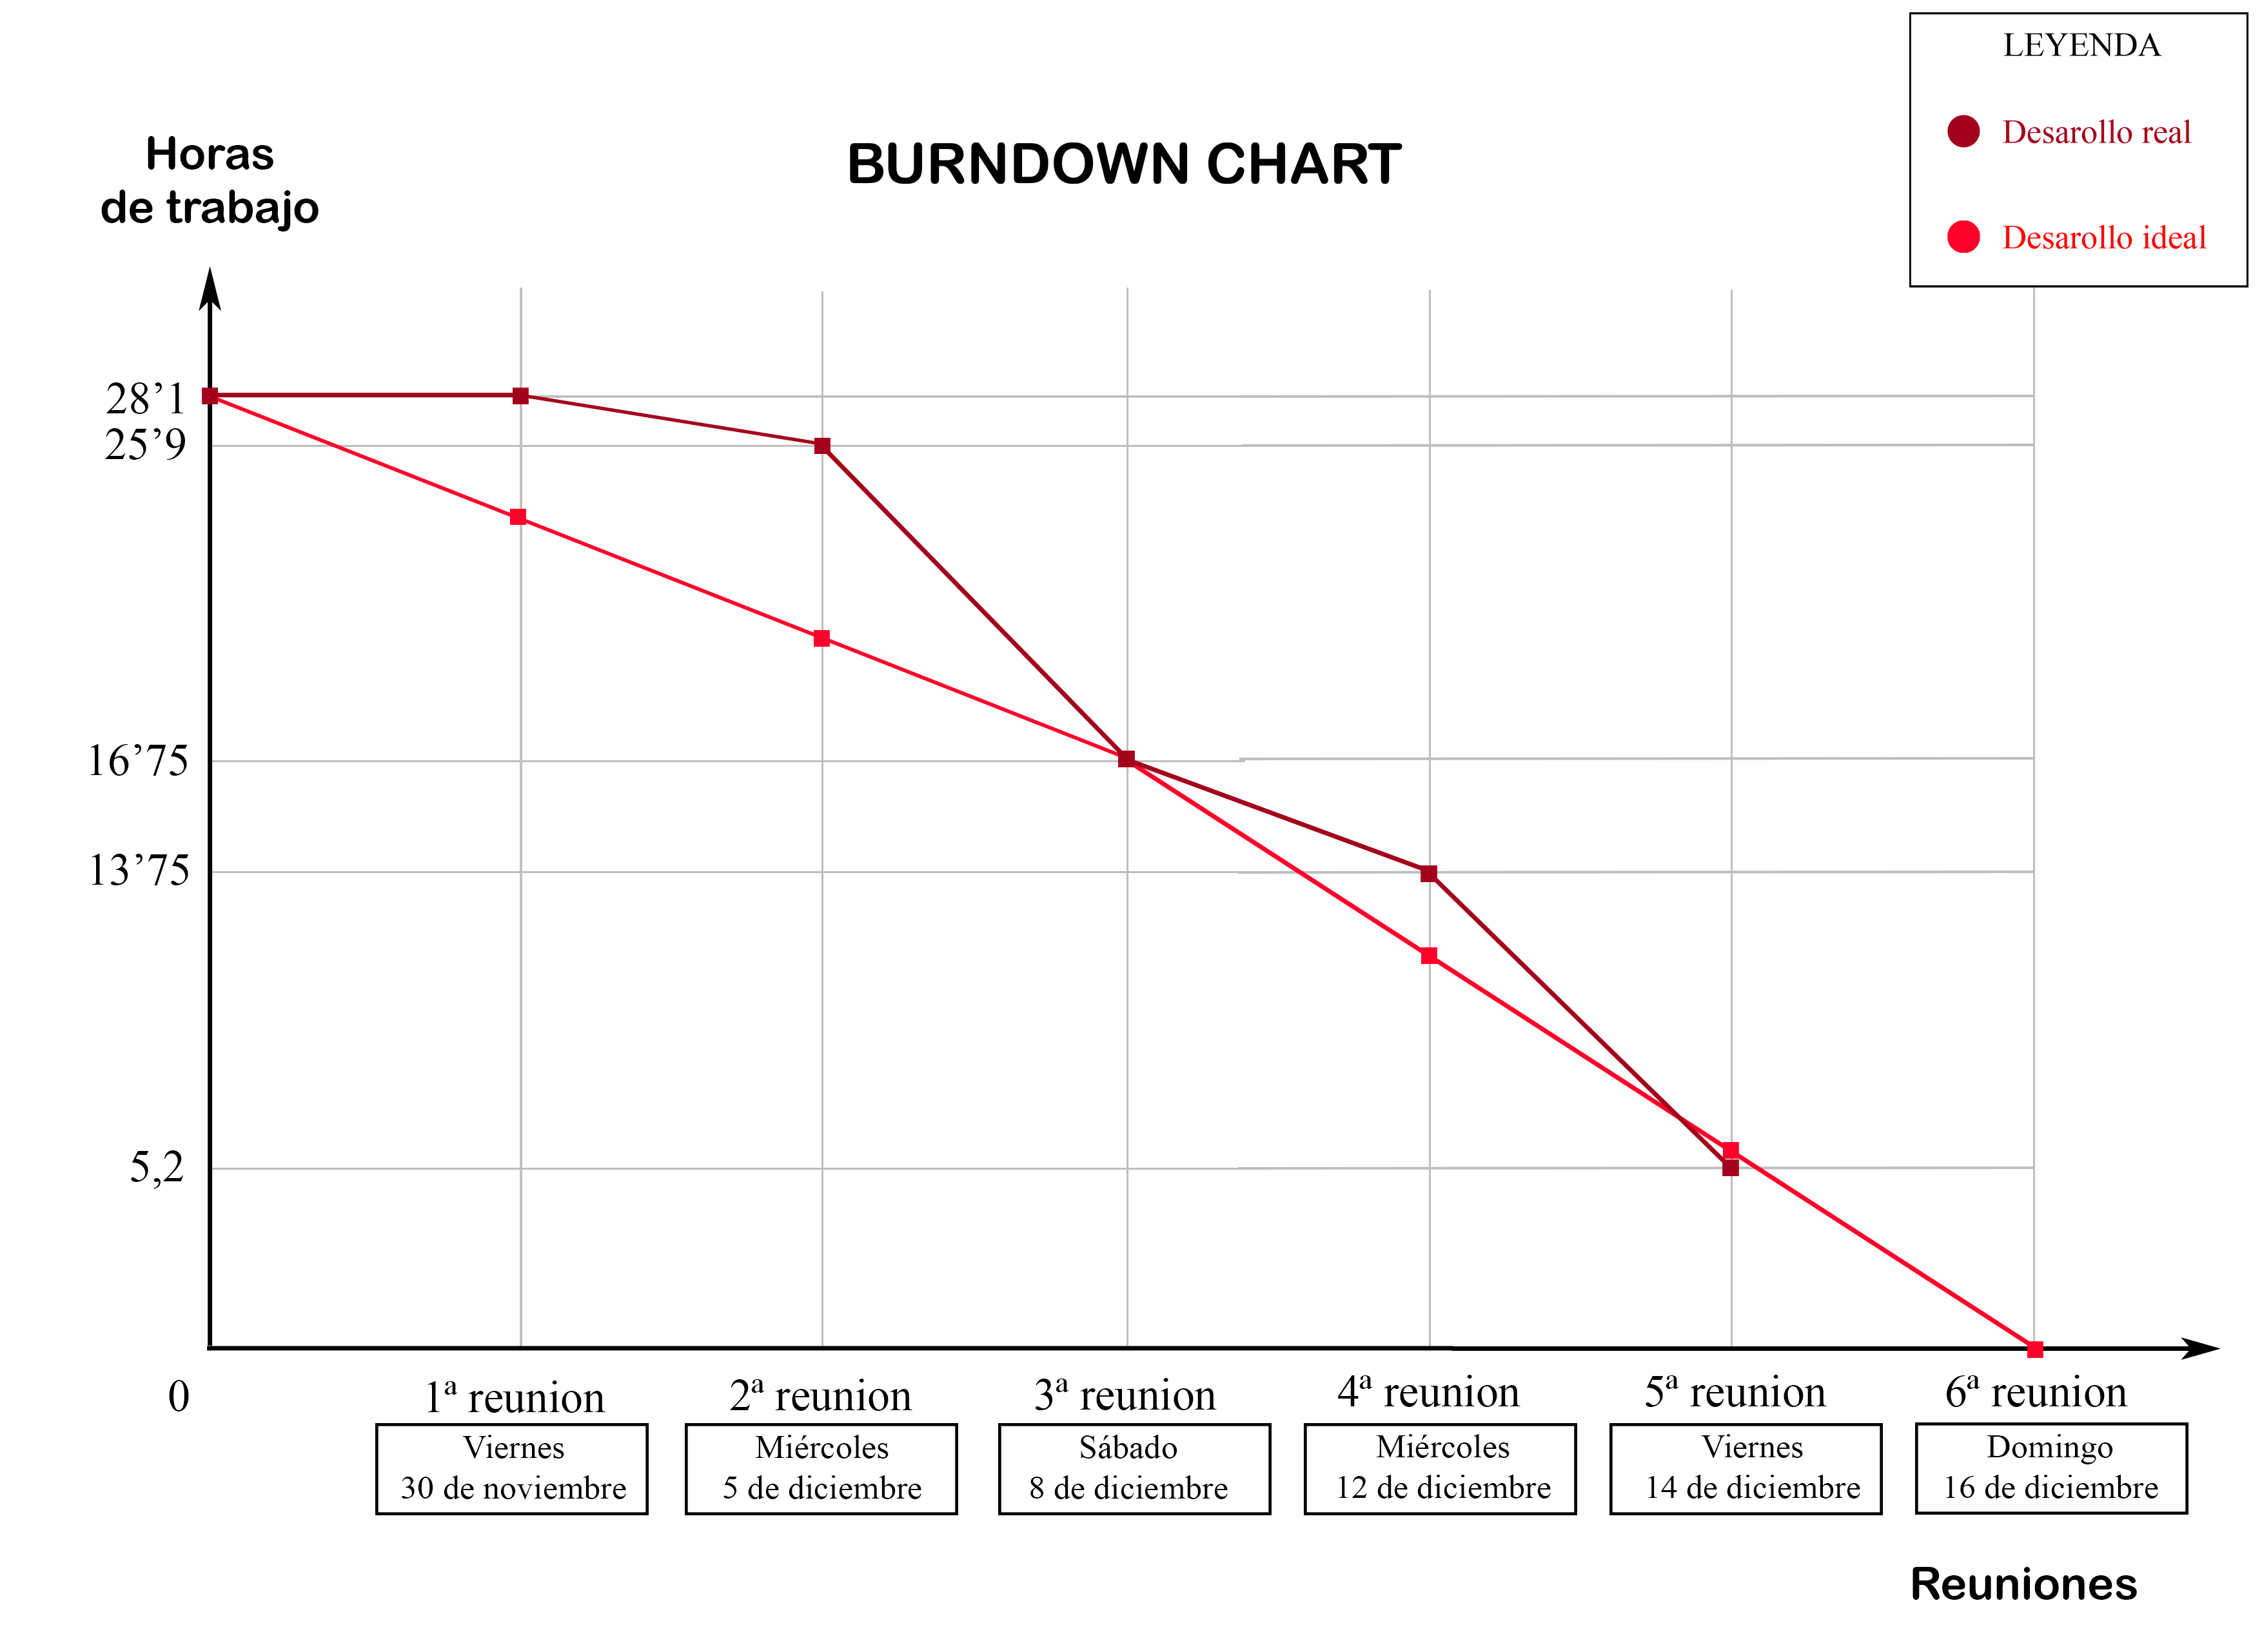 LEYENDA
Desarollo real
Desarollo ideal
BURNDOWN CHART
Horas
de trabajo
28’1
25’9
16’75
13’75
5,2
0
1ª reunion
2ª reunion
3ª reunion
4ª reunion
5ª reunion
6ª reunion
Viernes
30 de noviembre
Miércoles
5 de diciembre
Sábado
8 de diciembre
Miércoles
12 de diciembre
Viernes
14 de diciembre
Domingo
16 de diciembre
Reuniones